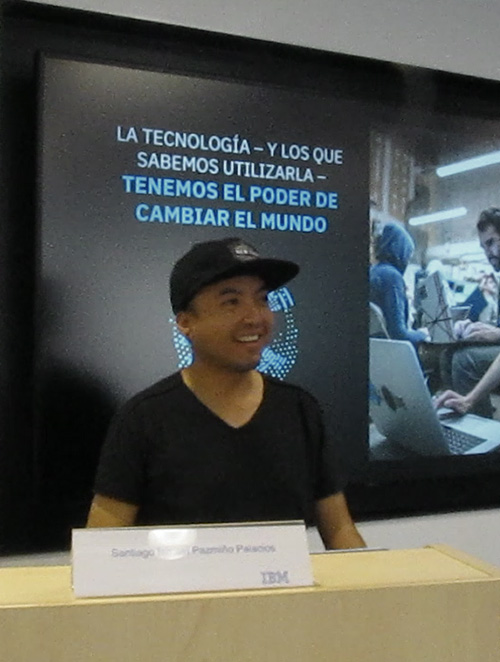 LA TECNOLOGÍA – Y LOS QUE
SABEMOS UTILIZARLA –
TENEMOS EL PODER DE
CAMBIAR EL MUNDO
Santiago Pazmiño Palacios
IBM